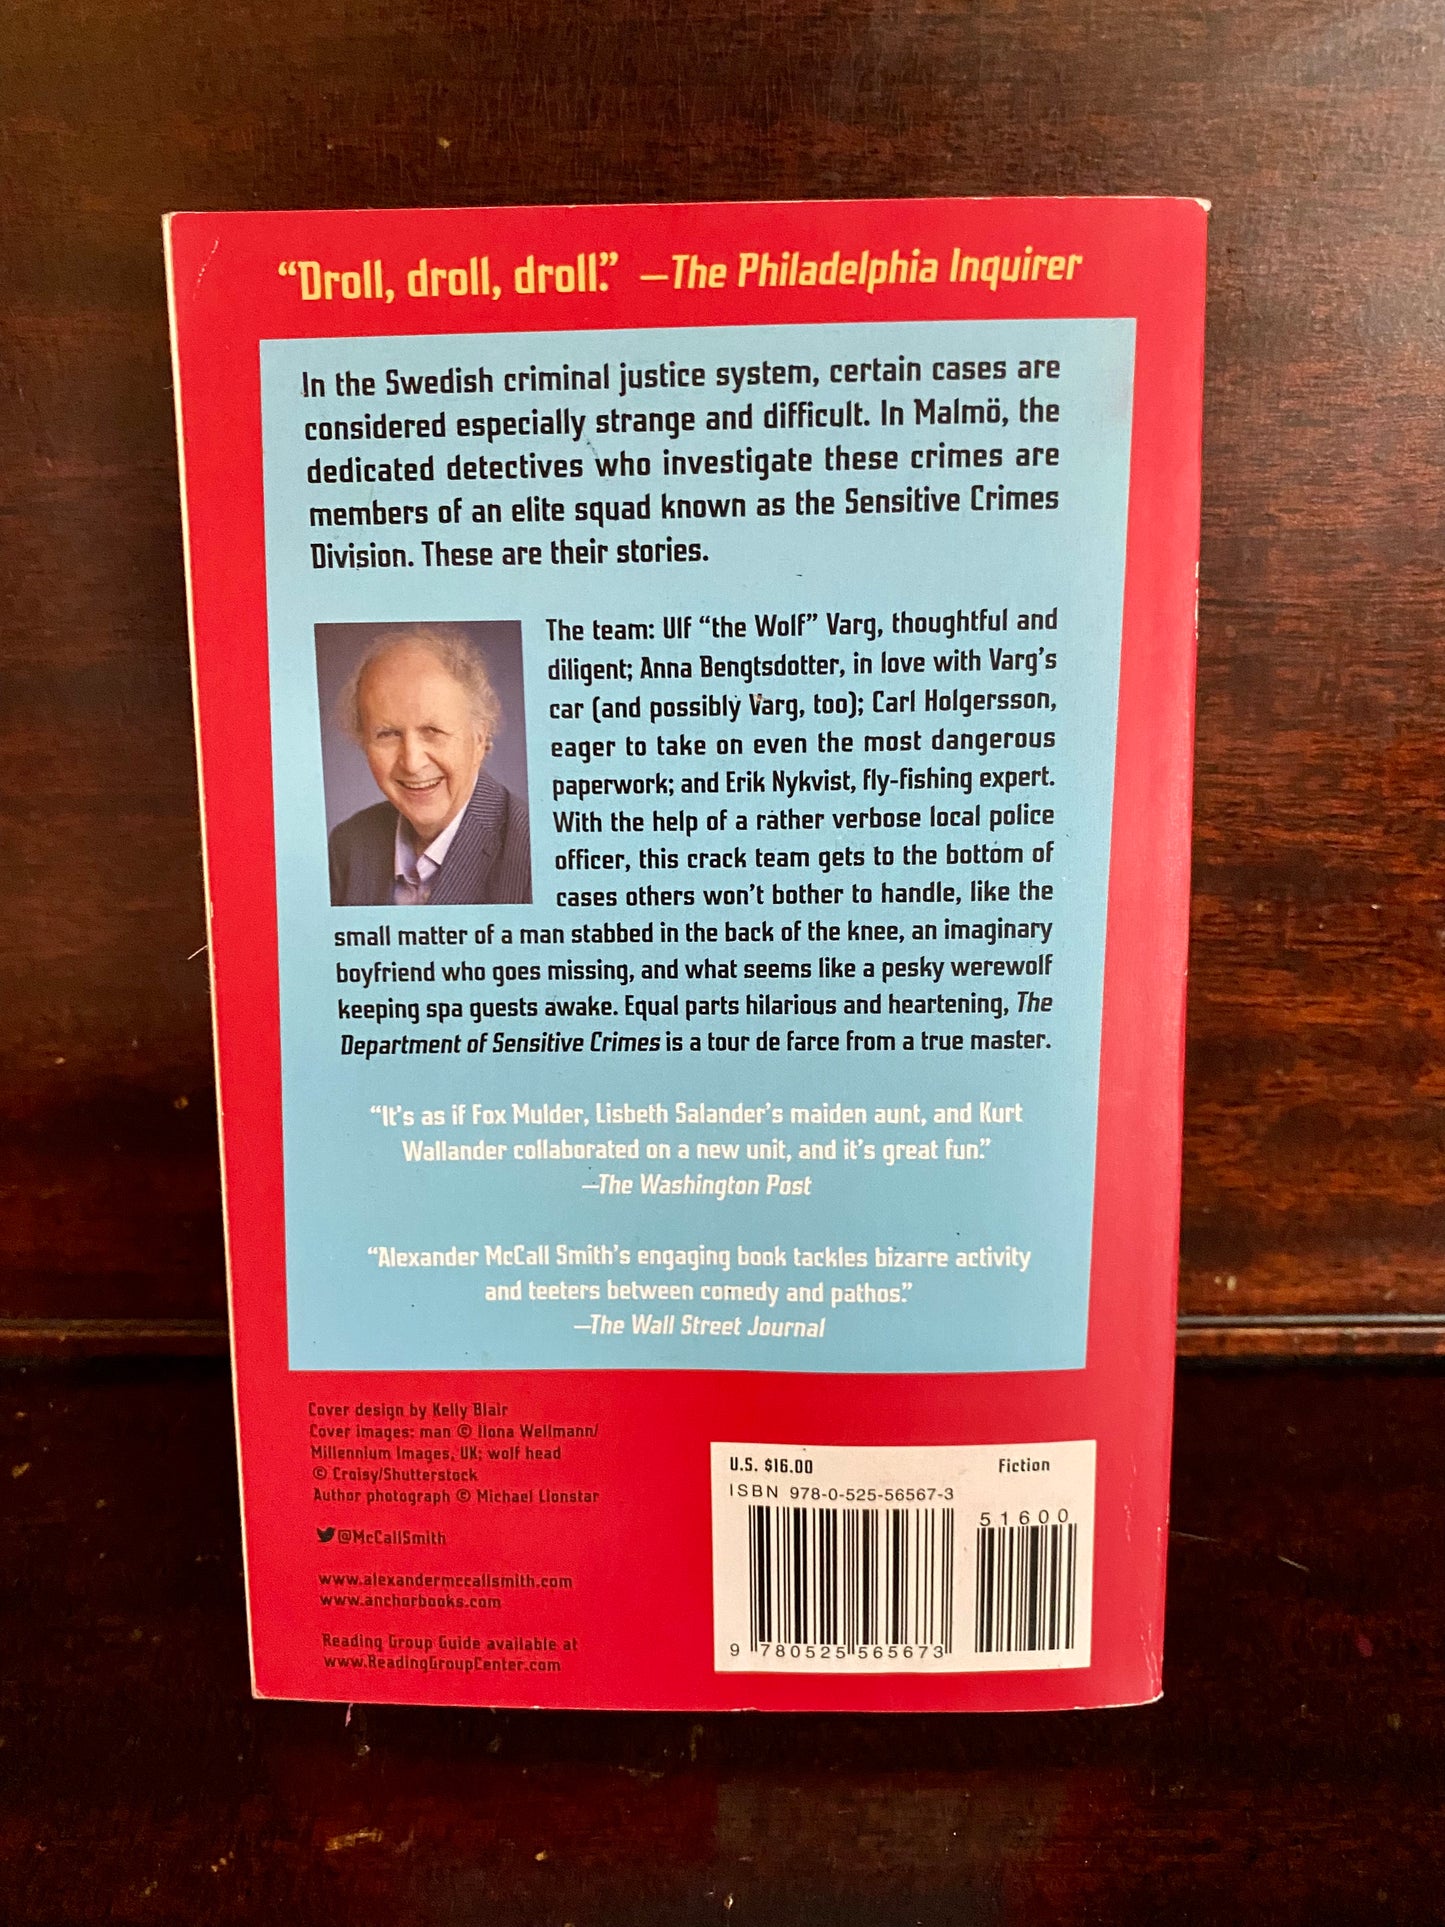 “Droll, droll, droll.” —The Philadelphia Inquirer
In the Swedish criminal justice system, certain cases are
considered especially strange and difficult. In Malmö, the
dedicated detectives who investigate these crimes are
members of an elite squad known as the Sensitive Crimes
Division. These are their stories.
The team: Ulf “the Wolf” Varg, thoughtful and
diligent; Anna Bengtsdotter, in love with Varg’s
car (and possibly Varg, too); Carl Holgersson,
eager to take on even the most dangerous
paperwork; and Erik Nykvist, fly-fishing expert.
With the help of a rather verbose local police
officer, this crack team gets to the bottom of
cases others won’t bother to handle, like the
small matter of a man stabbed in the back of the knee, an imaginary
boyfriend who goes missing, and what seems like a pesky werewolf
keeping spa guests awake. Equal parts hilarious and heartening, The
Department of Sensitive Crimes is a tour de farce from a true master.
“It’s as if Fox Mulder, Lisbeth Salander’s maiden aunt, and Kurt
Wallander collaborated on a new unit, and it’s great fun.”
—The Washington Post
“Alexander McCall Smith’s engaging book tackles bizarre activity
and teeters between comedy and pathos.”
—The Wall Street Journal
Cover design by Kelly Blair
Cover images: man © Ilona Wellmann/
Millennium Images, UK; wolf head
© Croisy/Shutterstock
Author photograph © Michael Lionstar
@McCallSmith
www.alexandermccallsmith.com
www.anchorbooks.com
Reading Group Guide available at
www.ReadingGroupCenter.com
U.S. $16.00 Fiction
ISBN 978-0-525-56567-3
51600
9 780525 565673